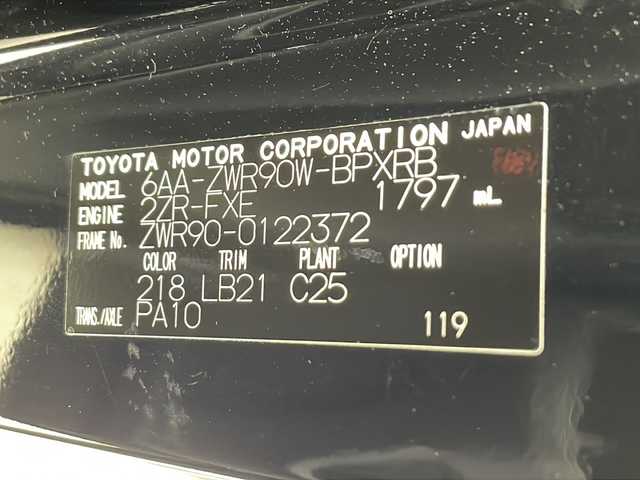 TOYOTA MOTOR CORPORATION JAPAN
MODEL 6AA-ZWR90W-BPXRB
ENGINE 2ZR-FXE 1797 mL
FRAME No. ZWR90-0122372
COLOR TRIM PLANT OPTION
218 LB21 C25
TRANS./AXLE PA10
119